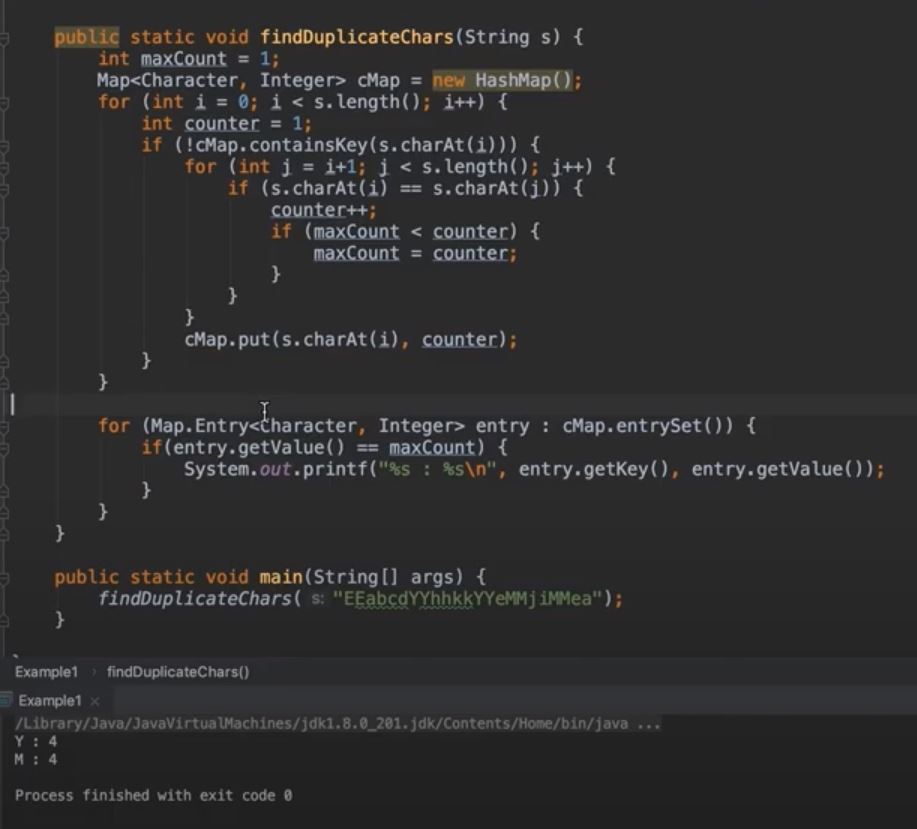 public static void findDuplicateChars(String s) {
int maxCount = 1;
Map<Character, Integer> cMap = new HashMap();
for (int i = 0; i < s.length(); i++) {
int counter = 1;
if (!cMap.containsKey(s.charAt(i))) {
for (int j = i+1; j < s.length(); j++) {
if (s.charAt(i) == s.charAt(j)) {
counter++;
if (maxCount < counter) {
maxCount = counter;
}
}
}
cMap.put(s.charAt(i), counter);
}
}
for (Map.Entry<Character, Integer> entry : cMap.entrySet()) {
if(entry.getValue() == maxCount) {
System.out.printf("%s : %s\n", entry.getKey(), entry.getValue());
}
}
}
public static void main(String[] args) {
findDuplicateChars( s: "EEabcdYYhhkkYYeMMjiMMea");
}
Example1 › findDuplicateChars()
Example1 ×
/Library/Java/JavaVirtualMachines/jdk1.8.0_201.jdk/Contents/Home/bin/java ...
Y : 4
M : 4
Process finished with exit code 0